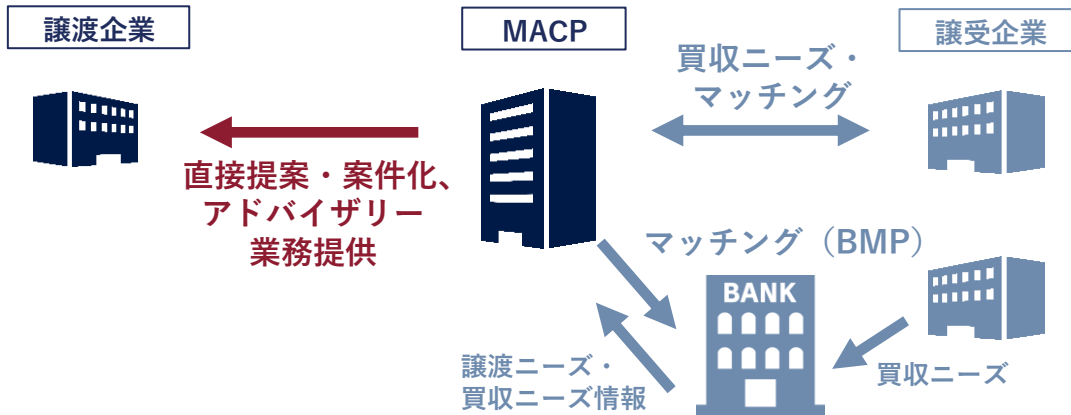 譲渡企業
MACP
譲受企業
買収ニーズ・
マッチング
直接提案・案件化、
アドバイザリー
業務提供
マッチング（BMP）
BANK
譲渡ニーズ・
買収ニーズ情報
買収ニーズ